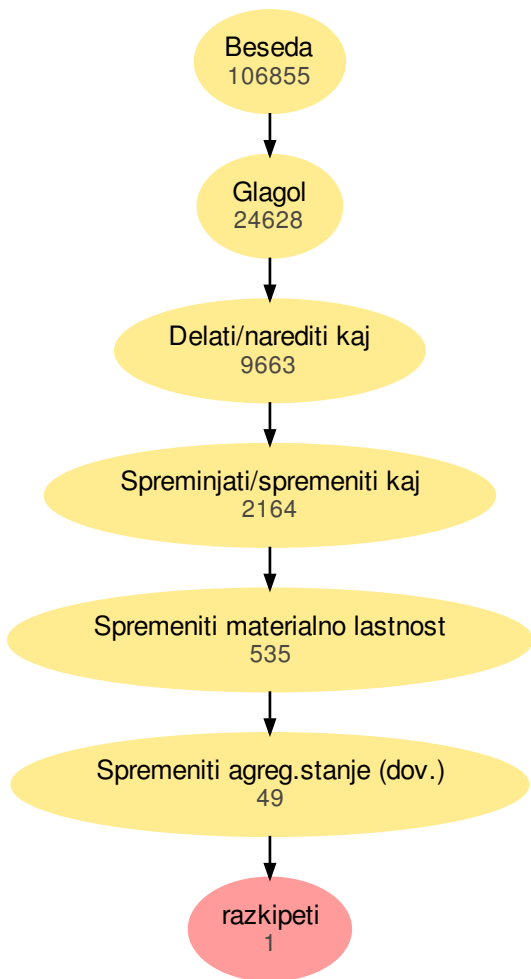 Beseda
106855
Glagol
24628
Delati/narediti kaj
9663
Spreminjati/spremeniti kaj
2164
Spremeniti materialno lastnost
535
Spremeniti agreg.stanje (dov.)
49
razkipeti
1